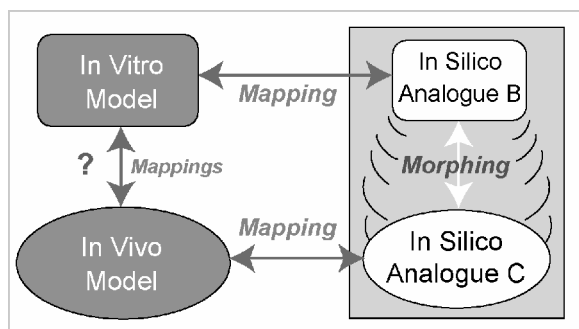 In Vitro
Model
Mapping
In Silico
Analogue B
?
Mappings
Morphing
In Vivo
Model
Mapping
In Silico
Analogue C